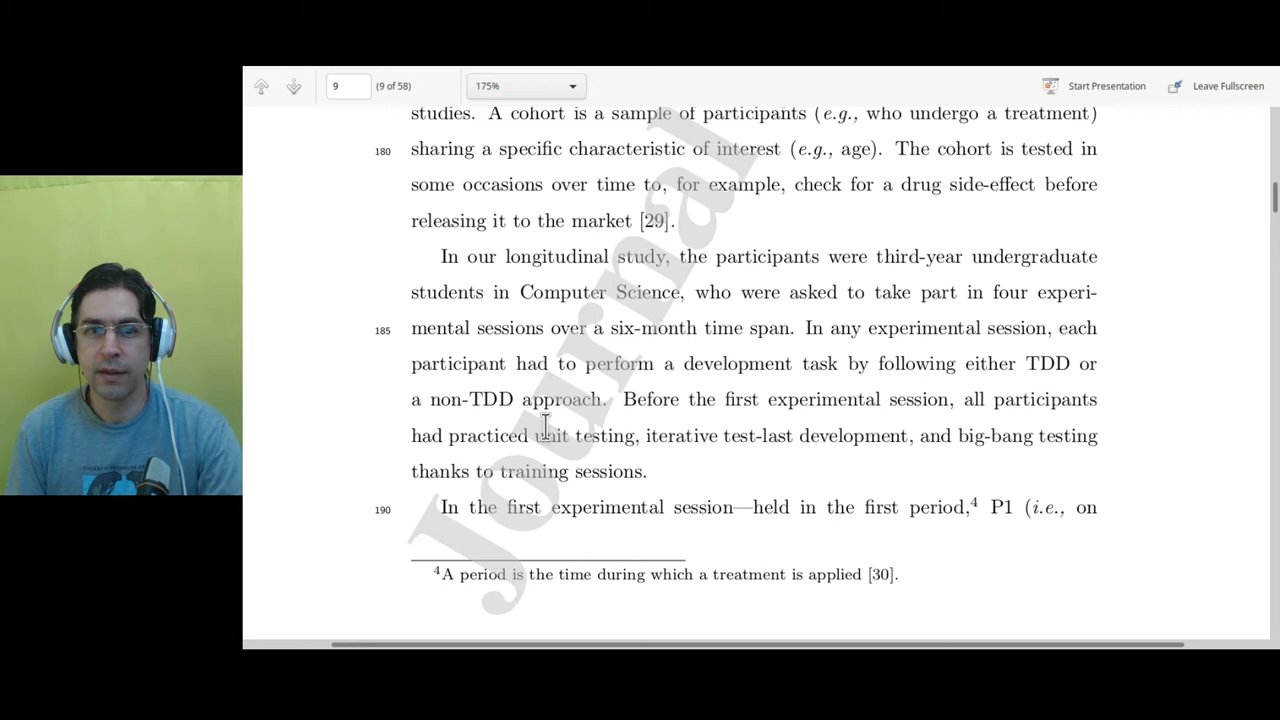 9
(9 of 58)
175%
Start Presentation
Leave Fullscreen
studies. A cohort is a sample of participants (e.g., who undergo a treatment)
180 sharing a specific characteristic of interest (e.g., age). The cohort is tested in
some occasions over time to, for example, check for a drug side-effect before
releasing it to the market [29].
In our longitudinal study, the participants were third-year undergraduate
students in Computer Science, who were asked to take part in four experi-
185 mental sessions over a six-month time span. In any experimental session, each
participant had to perform a development task by following either TDD or
a non-TDD approach. Before the first experimental session, all participants
had practiced unit testing, iterative test-last development, and big-bang testing
thanks to training sessions.
190 In the first experimental session—held in the first period,⁴ P1 (i.e., on
⁴A period is the time during which a treatment is applied [30].
Journal